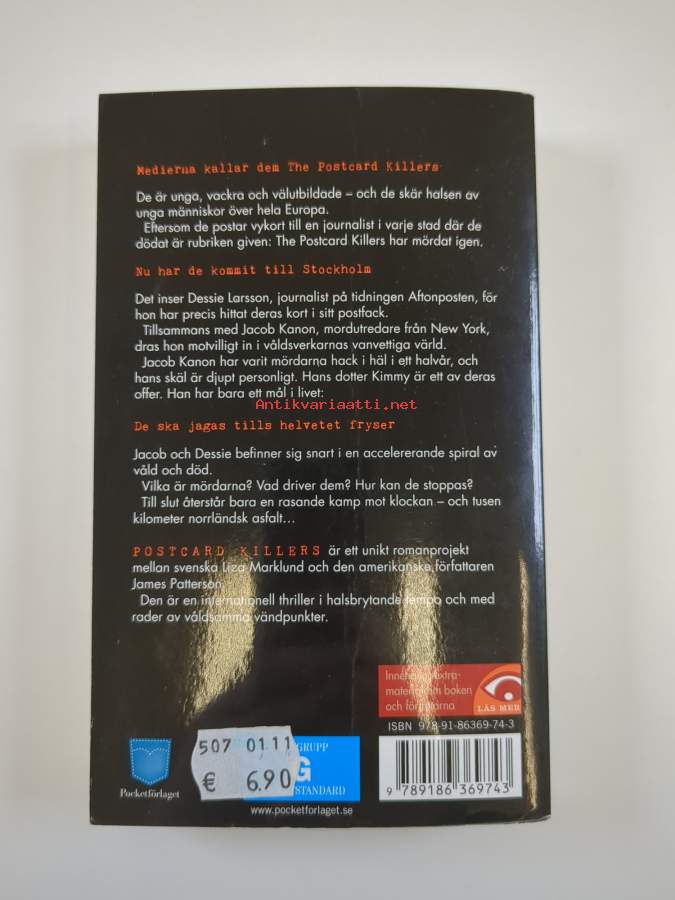 Medierna kallar dem The Postcard Killers
De är unga, vackra och välutbildade – och de skär halsen av
unga människor över hela Europa.
Eftersom de postar vykort till en journalist i varje stad där de
dödat är rubriken given: The Postcard Killers har mördat igen.
Nu har de kommit till Stockholm
Det inser Dessie Larsson, journalist på tidningen Aftonposten, för
hon har precis hittat deras kort i sitt postfack.
Tillsammans med Jacob Kanon, mordutredare från New York,
dras hon motvilligt in i våldsverkarnas vanvettiga värld.
Jacob Kanon har varit mördarna hack i häl i ett halvår, och
hans skäl är djupt personligt. Hans dotter Kimmy är ett av deras
offer. Han har bara ett mål i livet:
Antikvariaatti.net
De ska jagas tills helvetet fryser
Jacob och Dessie befinner sig snart i en accelererande spiral av
våld och död.
Vilka är mördarna? Vad driver dem? Hur kan de stoppas?
Till slut återstår bara en rasande kamp mot klockan – och tusen
kilometer norrländsk asfalt...
POSTCARD KILLERS är ett unikt romanprojekt
mellan svenska Liza Marklund och den amerikanske författaren
James Patterson.
Den är en internationell thriller i halsbrytande tempo och med
rader av våldsamma vändpunkter.
Innehåller extra-
material om boken
och författarna
LÄS MER
ISBN 978-91-86369-74-3
9 789186 369743
Pocketförlaget
507 01.11
€ 6.90
GRUPP
G
STANDARD
www.pocketforlaget.se